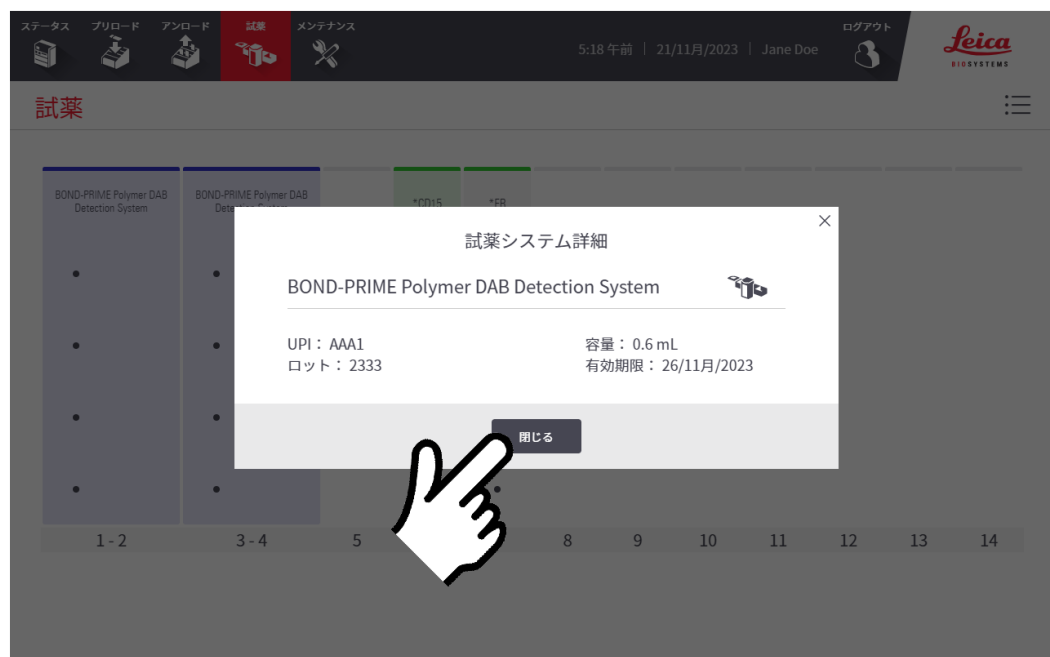 ステータス プリロード アンロード 試薬 メンテナンス
5:18 午前 | 21/11月/2023 | Jane Doe
ログアウト
Leica
BIOSYSTEMS
試薬
BOND-PRIME Polymer DAB
Detection System
BOND-PRIME Polymer DAB
*CD15
*ER
試薬システム詳細
BOND-PRIME Polymer DAB Detection System
UPI： AAA1
容量： 0.6 mL
ロット： 2333
有効期限： 26/11月/2023
閉じる
1 - 2 3 - 4 5 8 9 10 11 12 13 14